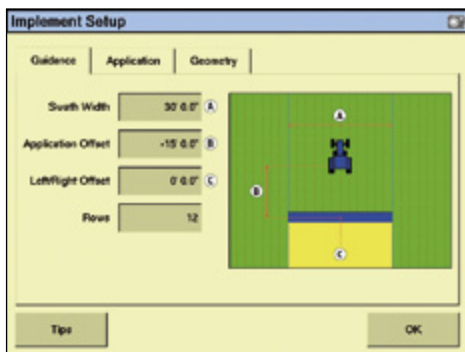 Implement Setup
Guidance Application Geometry
Swath Width 30' 0.0" A
Application Offset -15' 0.0" B
Left/Right Offset 0' 0.0" C
Rows 12
A
B
C
Tips OK